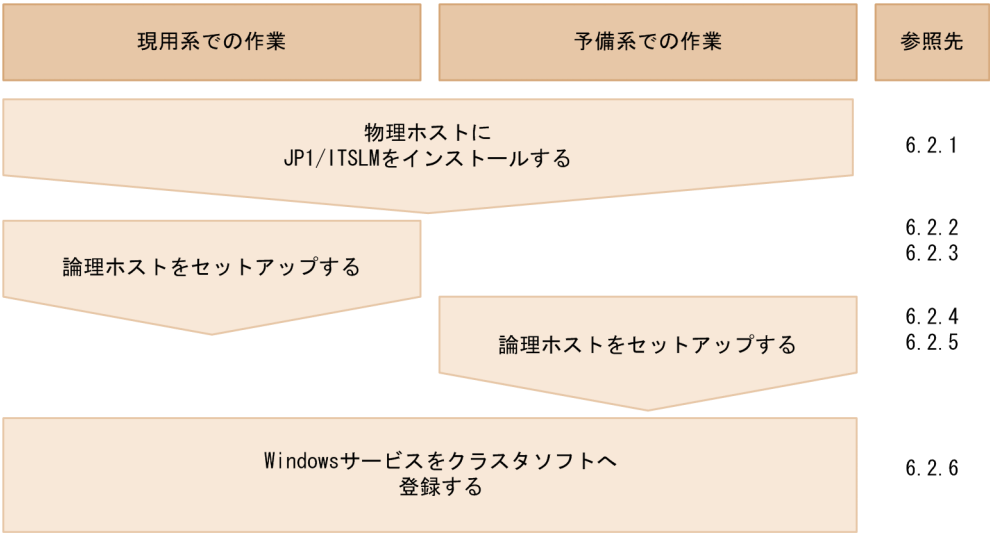 現用系での作業
予備系での作業
参照先
物理ホストに
JP1/ITSLMをインストールする
6.2.1
論理ホストをセットアップする
6.2.2
6.2.3
論理ホストをセットアップする
6.2.4
6.2.5
Windowsサービスをクラスタソフトへ
登録する
6.2.6